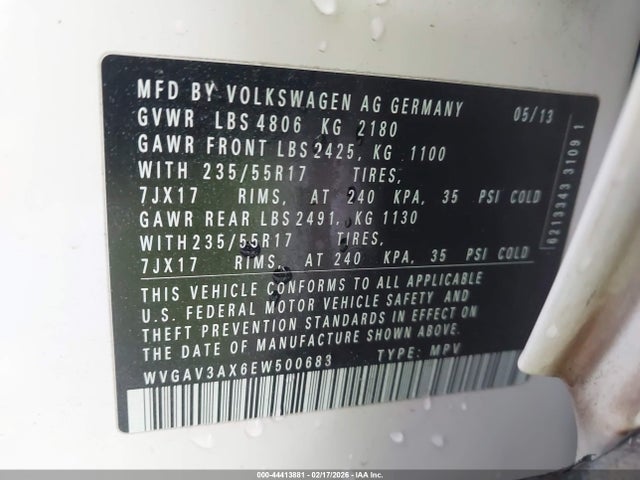 MFD BY VOLKSWAGEN AG GERMANY 05/13
GVWR LBS 4806 KG 2180
GAWR FRONT LBS 2425, KG 1100
WITH 235/55R17 TIRES,
7JX17 RIMS, AT 240 KPA, 35 PSI COLD
GAWR REAR LBS 2491, KG 1130
WITH 235/55R17 TIRES,
7JX17 RIMS, AT 240 KPA, 35 PSI COLD
THIS VEHICLE CONFORMS TO ALL APPLICABLE
U.S. FEDERAL MOTOR VEHICLE SAFETY AND
THEFT PREVENTION STANDARDS IN EFFECT ON
THE DATE OF MANUFACTURE SHOWN ABOVE.
WVGAV3AX6EW500683 TYPE: MPV
6213343 3109 1
000-44413881 - 02/17/2026 - IAA Inc.